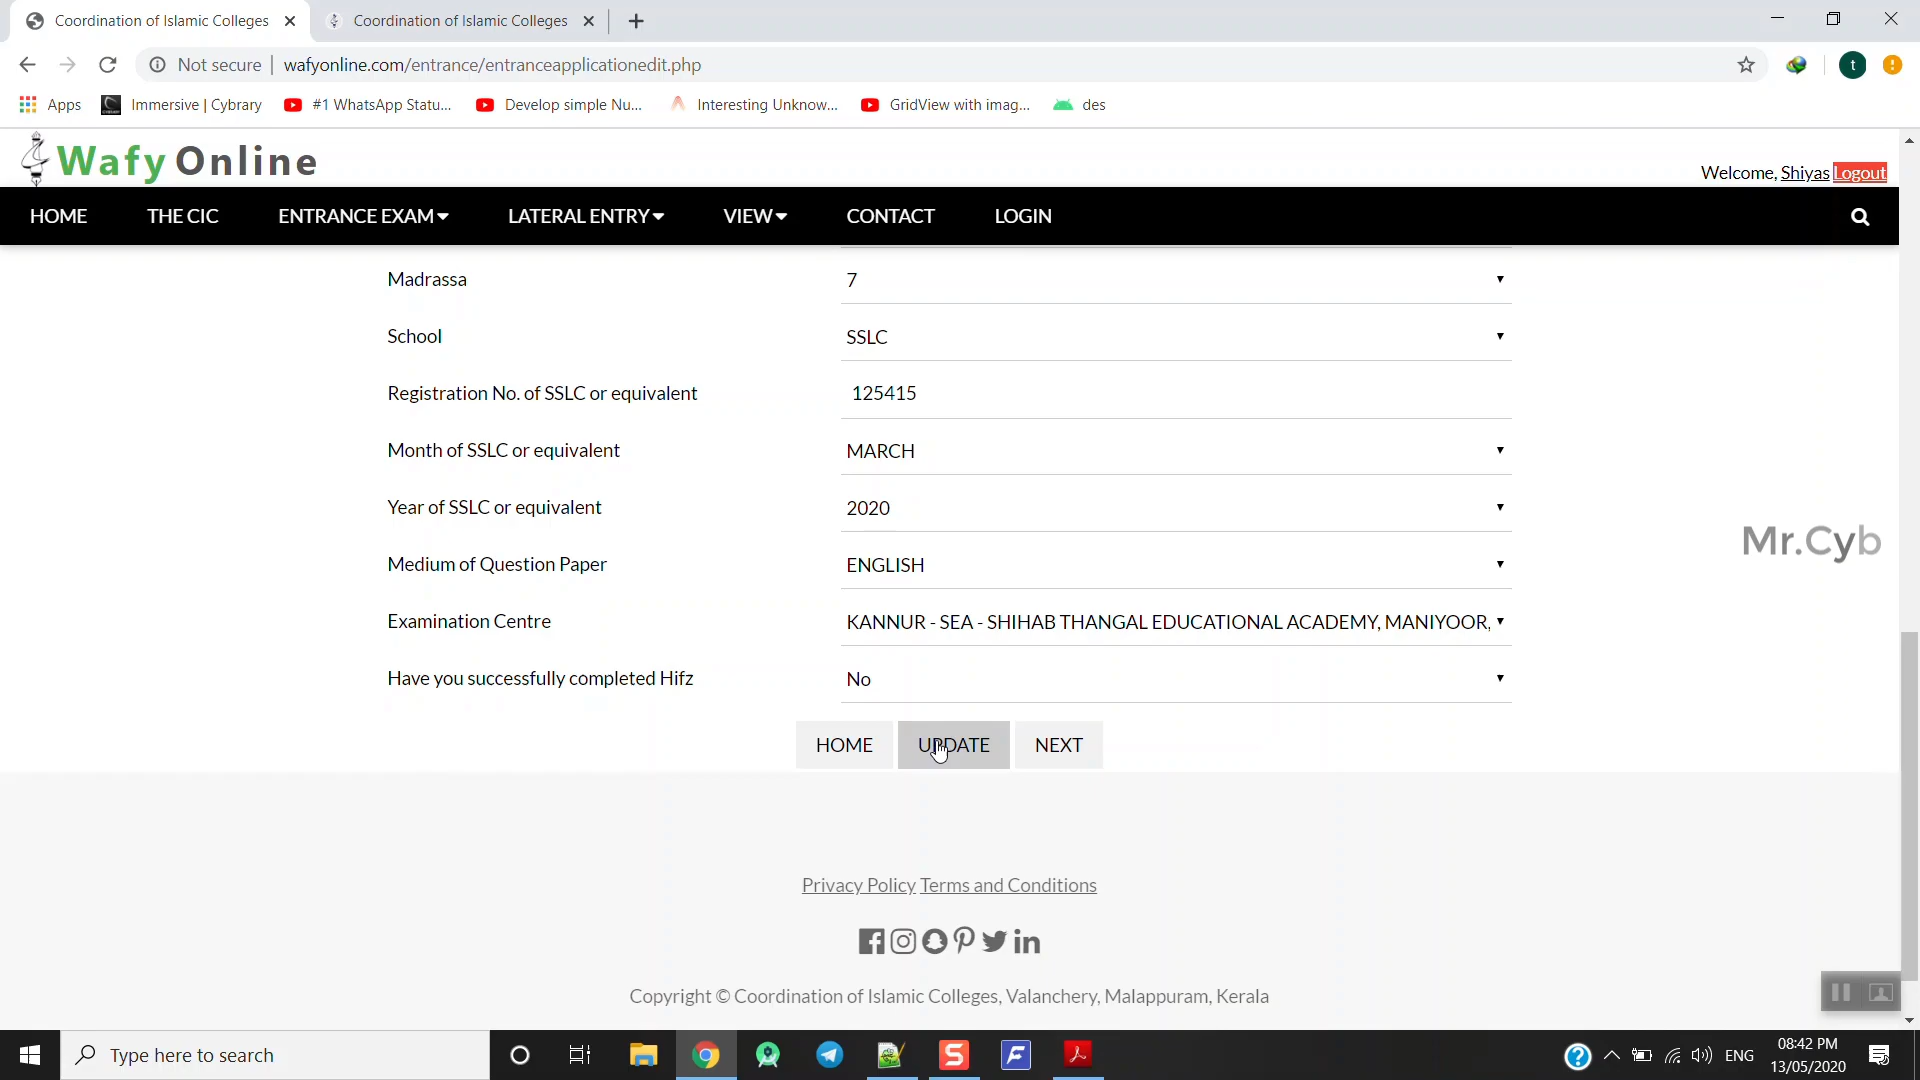 Coordination of Islamic Colleges
Coordination of Islamic Colleges
Not secure
wafyonline.com/entrance/entranceapplicationedit.php
t
Apps
Immersive | Cybrary
#1 WhatsApp Statu...
Develop simple Nu...
Interesting Unknow...
GridView with imag...
des
Wafy Online
Welcome, Shiyas Logout
HOME
THE CIC
ENTRANCE EXAM
LATERAL ENTRY
VIEW
CONTACT
LOGIN
Madrassa
7
School
SSLC
Registration No. of SSLC or equivalent
125415
Month of SSLC or equivalent
MARCH
Year of SSLC or equivalent
2020
Mr.Cyb
Medium of Question Paper
ENGLISH
Examination Centre
KANNUR - SEA - SHIHAB THANGAL EDUCATIONAL ACADEMY, MANIYOOR,
Have you successfully completed Hifz
No
HOME
UPDATE
NEXT
Privacy Policy Terms and Conditions
Copyright © Coordination of Islamic Colleges, Valanchery, Malappuram, Kerala
Type here to search
ENG
08:42 PM
13/05/2020